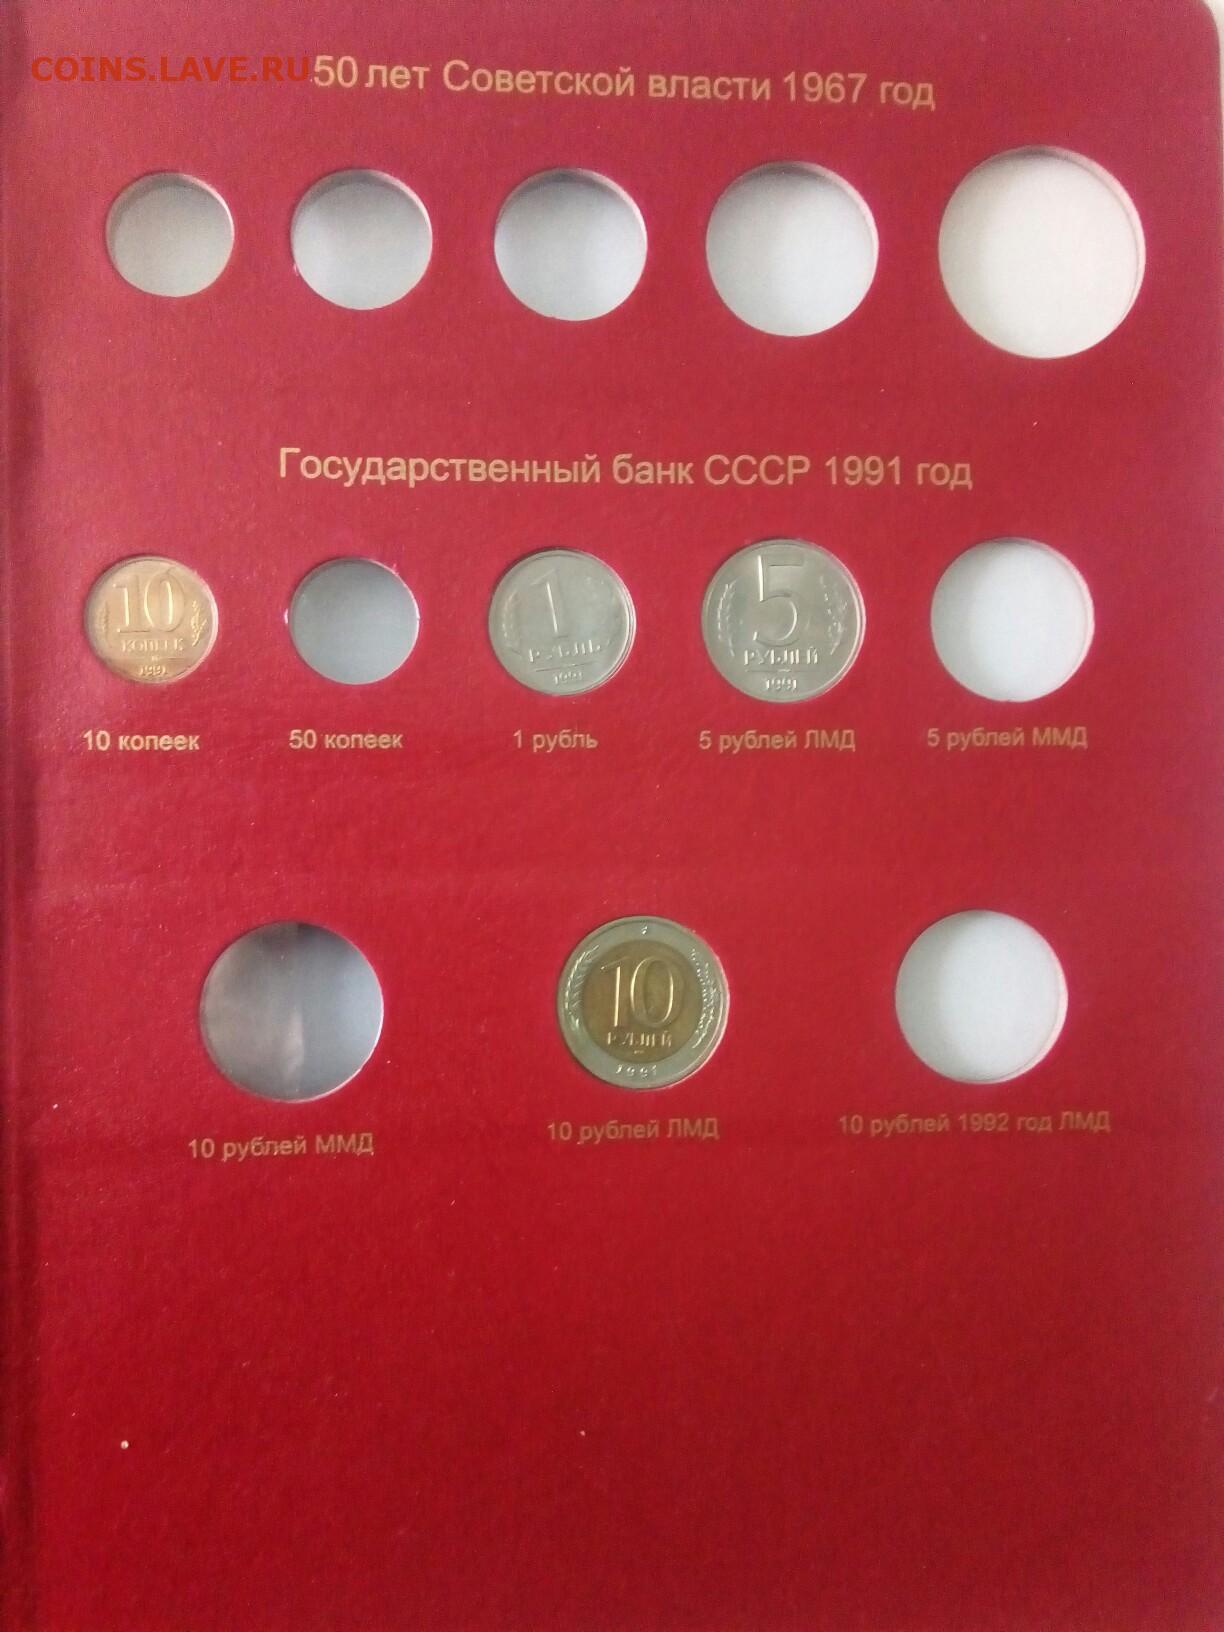 COINS.LAVE.RU
50 лет Советской власти 1967 год
Государственный банк СССР 1991 год
10
КОПЕЕК
1991
1
РУБЛЬ
1991
5
РУБЛЕЙ
1991
10 копеек
50 копеек
1 рубль
5 рублей ЛМД
5 рублей ММД
10
РУБЛЕЙ
1991
10 рублей ММД
10 рублей ЛМД
10 рублей 1992 год ЛМД